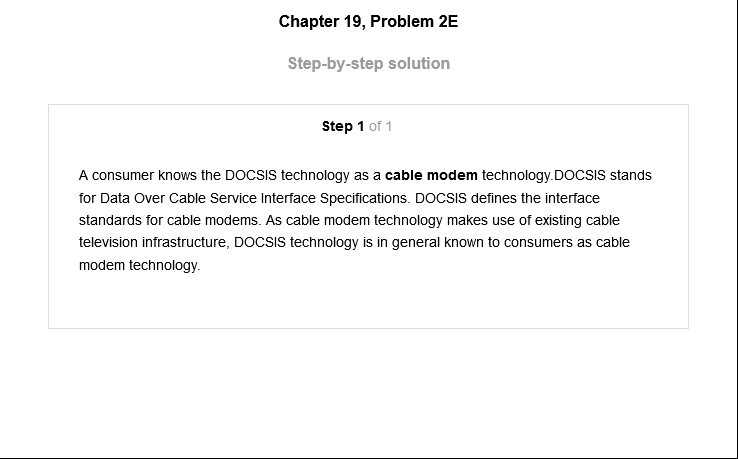 Chapter 19, Problem 2E
Step-by-step solution
Step 1 of 1
A consumer knows the DOCSIS technology as a cable modem technology.DOCSIS stands
for Data Over Cable Service Interface Specifications. DOCSIS defines the interface
standards for cable modems. As cable modem technology makes use of existing cable
television infrastructure, DOCSIS technology is in general known to consumers as cable
modem technology.